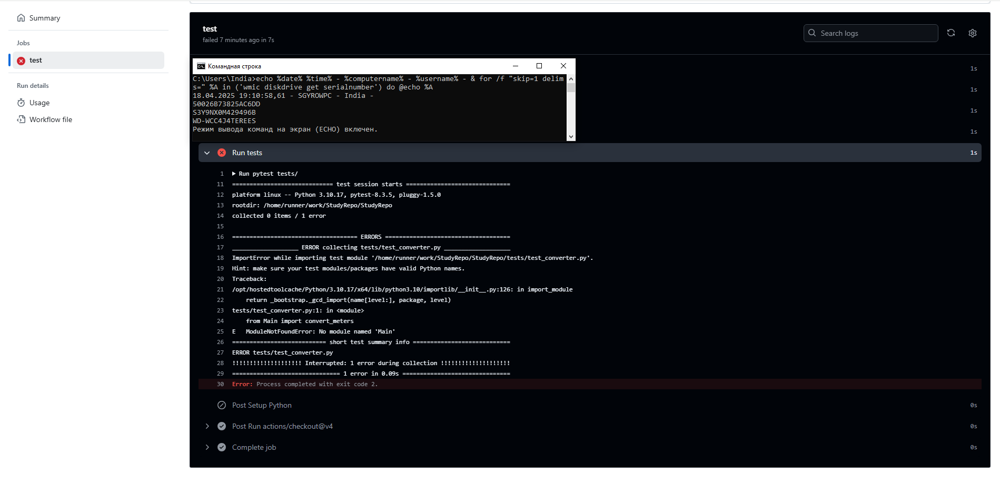 Summary
Jobs
test
Run details
Usage
Workflow file
test
failed 7 minutes ago in 7s
Search logs
1s
1s
1s
1s
Командная строка
C:\Users\India>echo %date% %time% - %computername% - %username% - & for /f "skip=1 delim
s=" %A in ('wmic diskdrive get serialnumber') do @echo %A
18.04.2025 19:10:58,61 - SGYROWPC - India -
50026B73825AC6DD
S3Y9NX0M429496B
WD-WCC4J4TEREES
Режим вывода команд на экран (ECHO) включен.
Run tests 1s
1 Run pytest tests/
11 ============================= test session starts ==============================
12 platform linux -- Python 3.10.17, pytest-8.3.5, pluggy-1.5.0
13 rootdir: /home/runner/work/StudyRepo/StudyRepo
14 collected 0 items / 1 error
15
16 ==================================== ERRORS ====================================
17 ___________________ ERROR collecting tests/test_converter.py ___________________
18 ImportError while importing test module '/home/runner/work/StudyRepo/StudyRepo/tests/test_converter.py'.
19 Hint: make sure your test modules/packages have valid Python names.
20 Traceback:
21 /opt/hostedtoolcache/Python/3.10.17/x64/lib/python3.10/importlib/__init__.py:126: in import_module
22     return _bootstrap._gcd_import(name[level:], package, level)
23 tests/test_converter.py:1: in <module>
24     from Main import convert_meters
25 E   ModuleNotFoundError: No module named 'Main'
26 =========================== short test summary info ============================
27 ERROR tests/test_converter.py
28 !!!!!!!!!!!!!!!!!!!! Interrupted: 1 error during collection !!!!!!!!!!!!!!!!!!!!
29 =============================== 1 error in 0.09s ===============================
30 Error: Process completed with exit code 2.
Post Setup Python 0s
Post Run actions/checkout@v4 0s
Complete job 0s